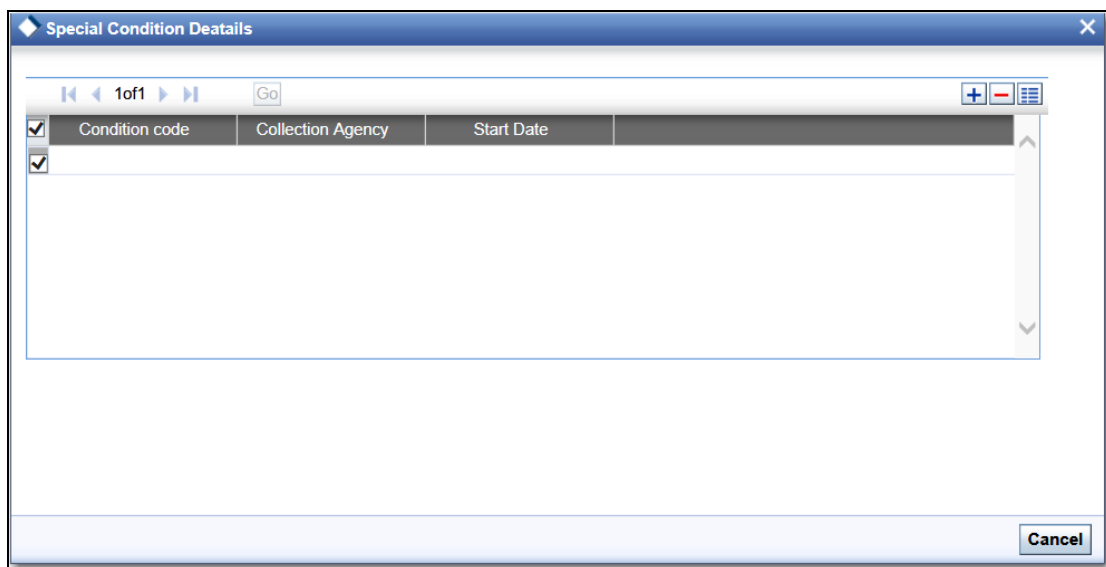 Special Condition Deatails
1of1 Go
Condition code Collection Agency Start Date
Cancel